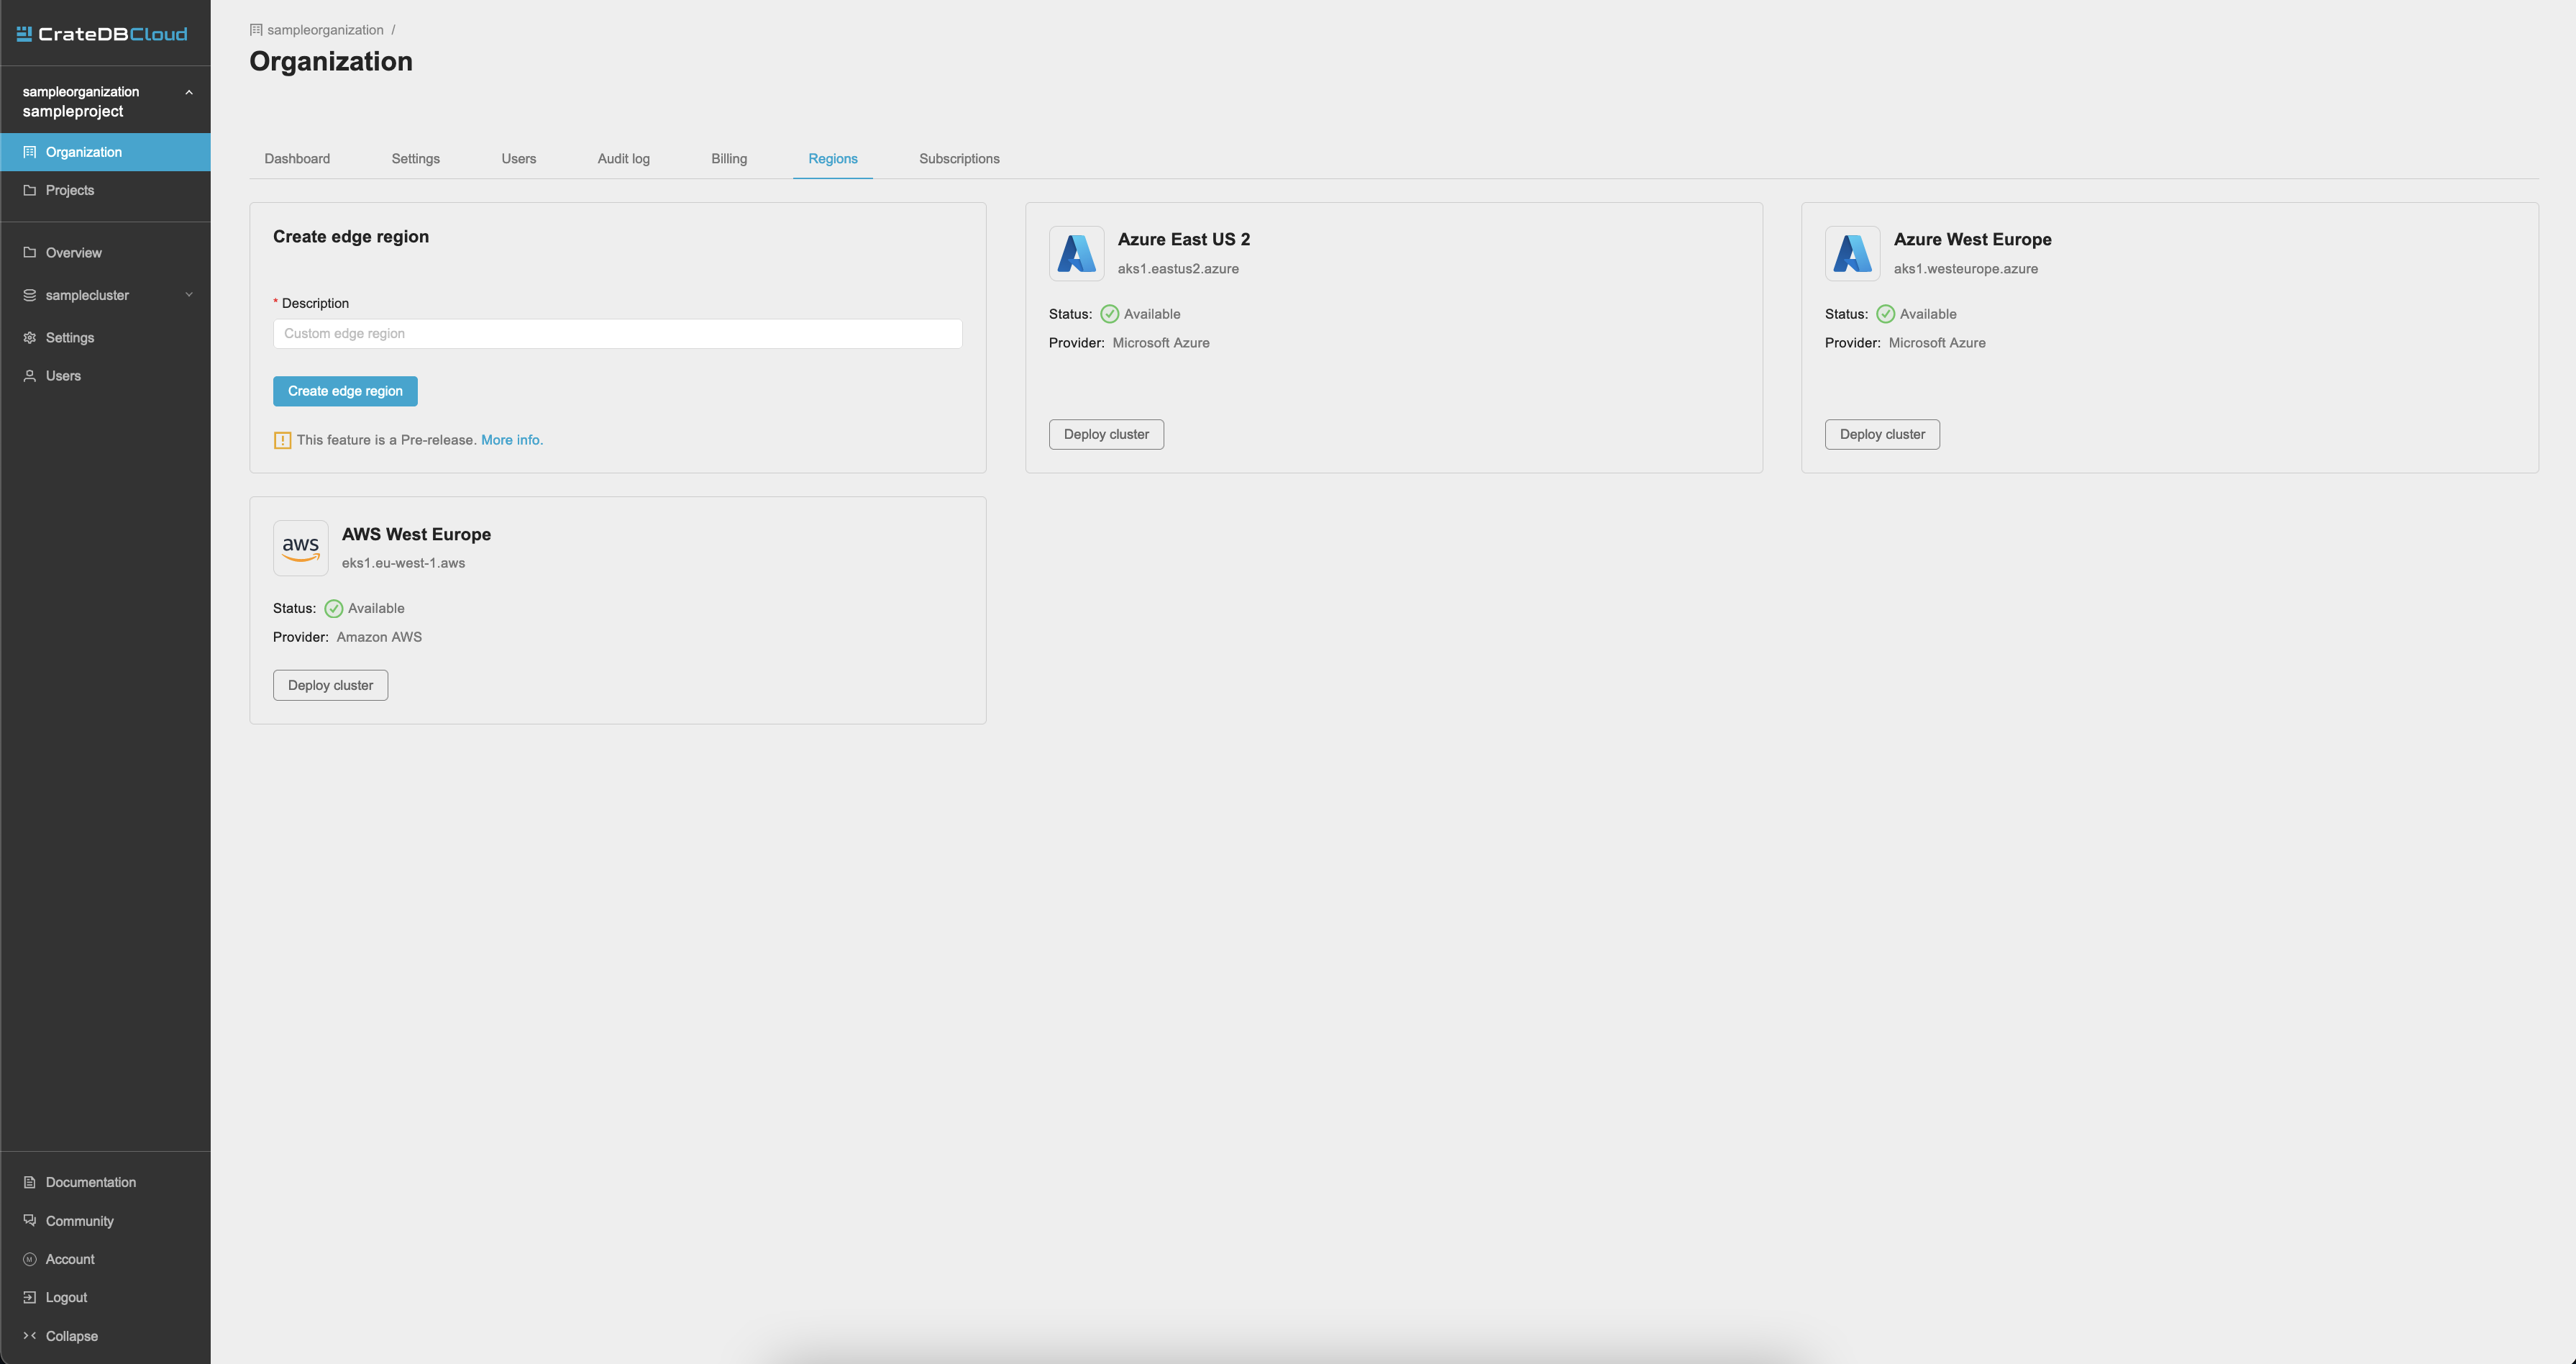 CrateDBCloud
sampleorganization
sampleproject
Organization
Projects
Overview
samplecluster
Settings
Users
Documentation
Community
Account
Logout
Collapse
sampleorganization /
Organization
Dashboard Settings Users Audit log Billing Regions Subscriptions
Create edge region
* Description
Custom edge region
Create edge region
This feature is a Pre-release. More info.
Azure East US 2
aks1.eastus2.azure
Status: Available
Provider: Microsoft Azure
Deploy cluster
Azure West Europe
aks1.westeurope.azure
Status: Available
Provider: Microsoft Azure
Deploy cluster
aws
AWS West Europe
eks1.eu-west-1.aws
Status: Available
Provider: Amazon AWS
Deploy cluster